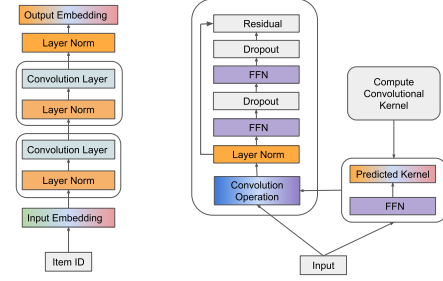 Output Embedding
Layer Norm
Convolution Layer
Layer Norm
Convolution Layer
Layer Norm
Input Embedding
Item ID
Residual
Dropout
FFN
Dropout
FFN
Layer Norm
Convolution
Operation
Compute
Convolutional
Kernel
Predicted Kernel
FFN
Input